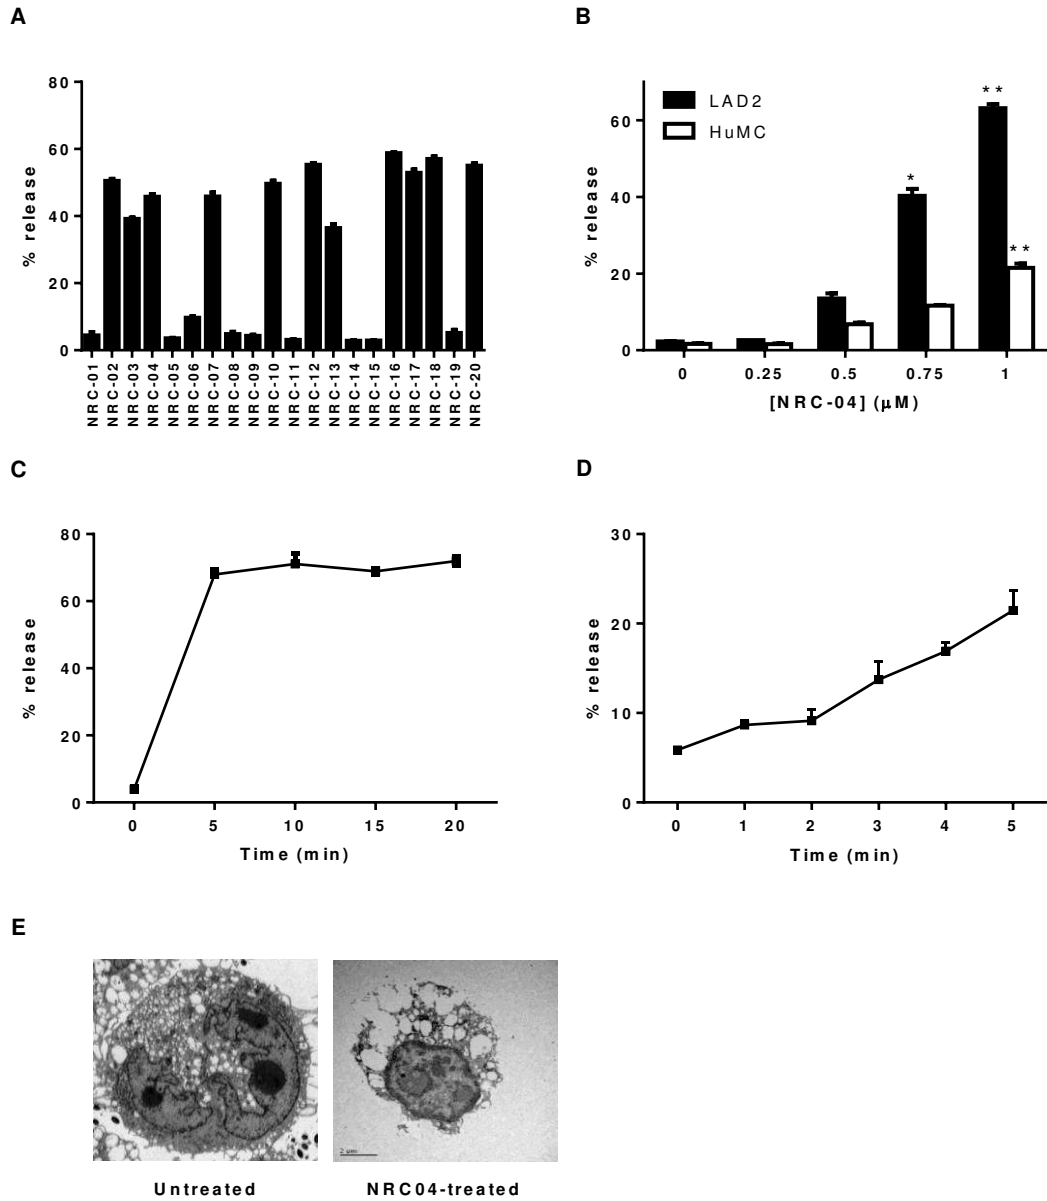 A
80
60
40
20
0
% release
NRC-01
NRC-02
NRC-03
NRC-04
NRC-05
NRC-06
NRC-07
NRC-08
NRC-09
NRC-10
NRC-11
NRC-12
NRC-13
NRC-14
NRC-15
NRC-16
NRC-17
NRC-18
NRC-19
NRC-20
B
LAD2
HuMC
60
40
20
0
% release
*
**
**
0 0.25 0.5 0.75 1
[NRC-04] (μM)
C
80
60
40
20
0
% release
0 5 10 15 20
Time (min)
D
30
20
10
0
% release
0 1 2 3 4 5
Time (min)
E
2 μm
Untreated
NRC04-treated